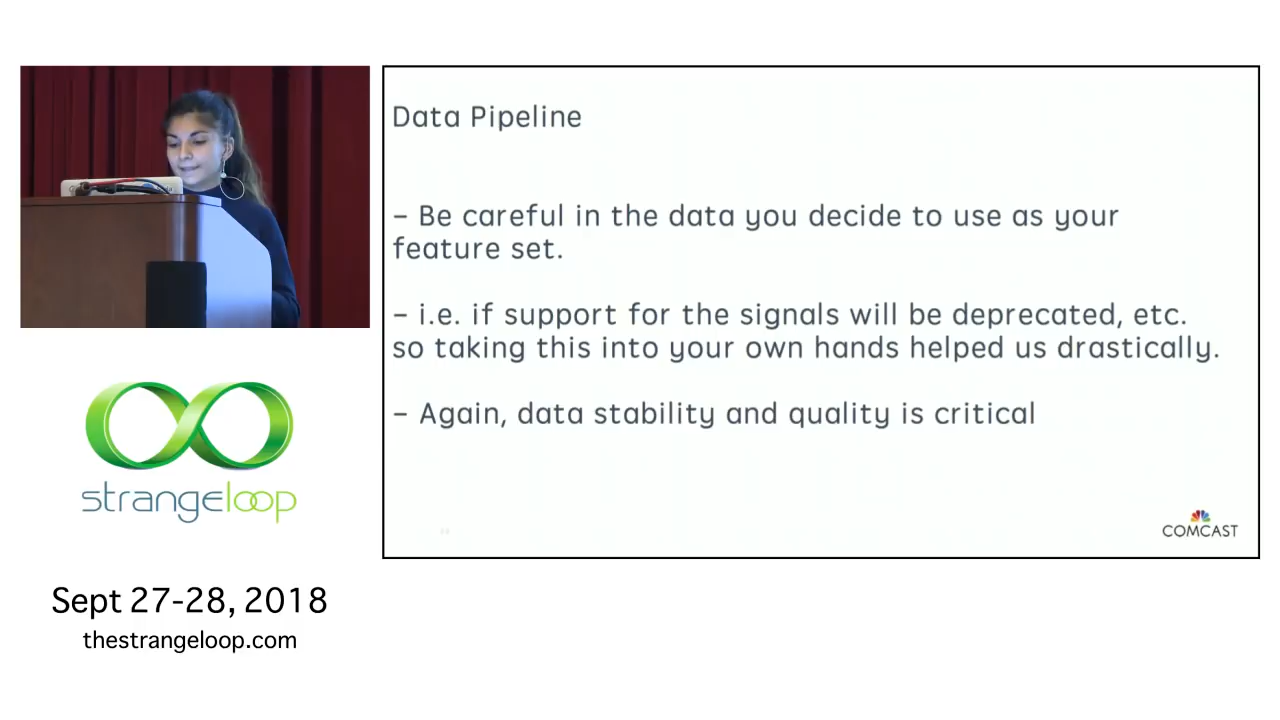 Data Pipeline
– Be careful in the data you decide to use as your
feature set.
– i.e. if support for the signals will be deprecated, etc.
so taking this into your own hands helped us drastically.
– Again, data stability and quality is critical
COMCAST
strangeloop
Sept 27-28, 2018
thestrangeloop.com